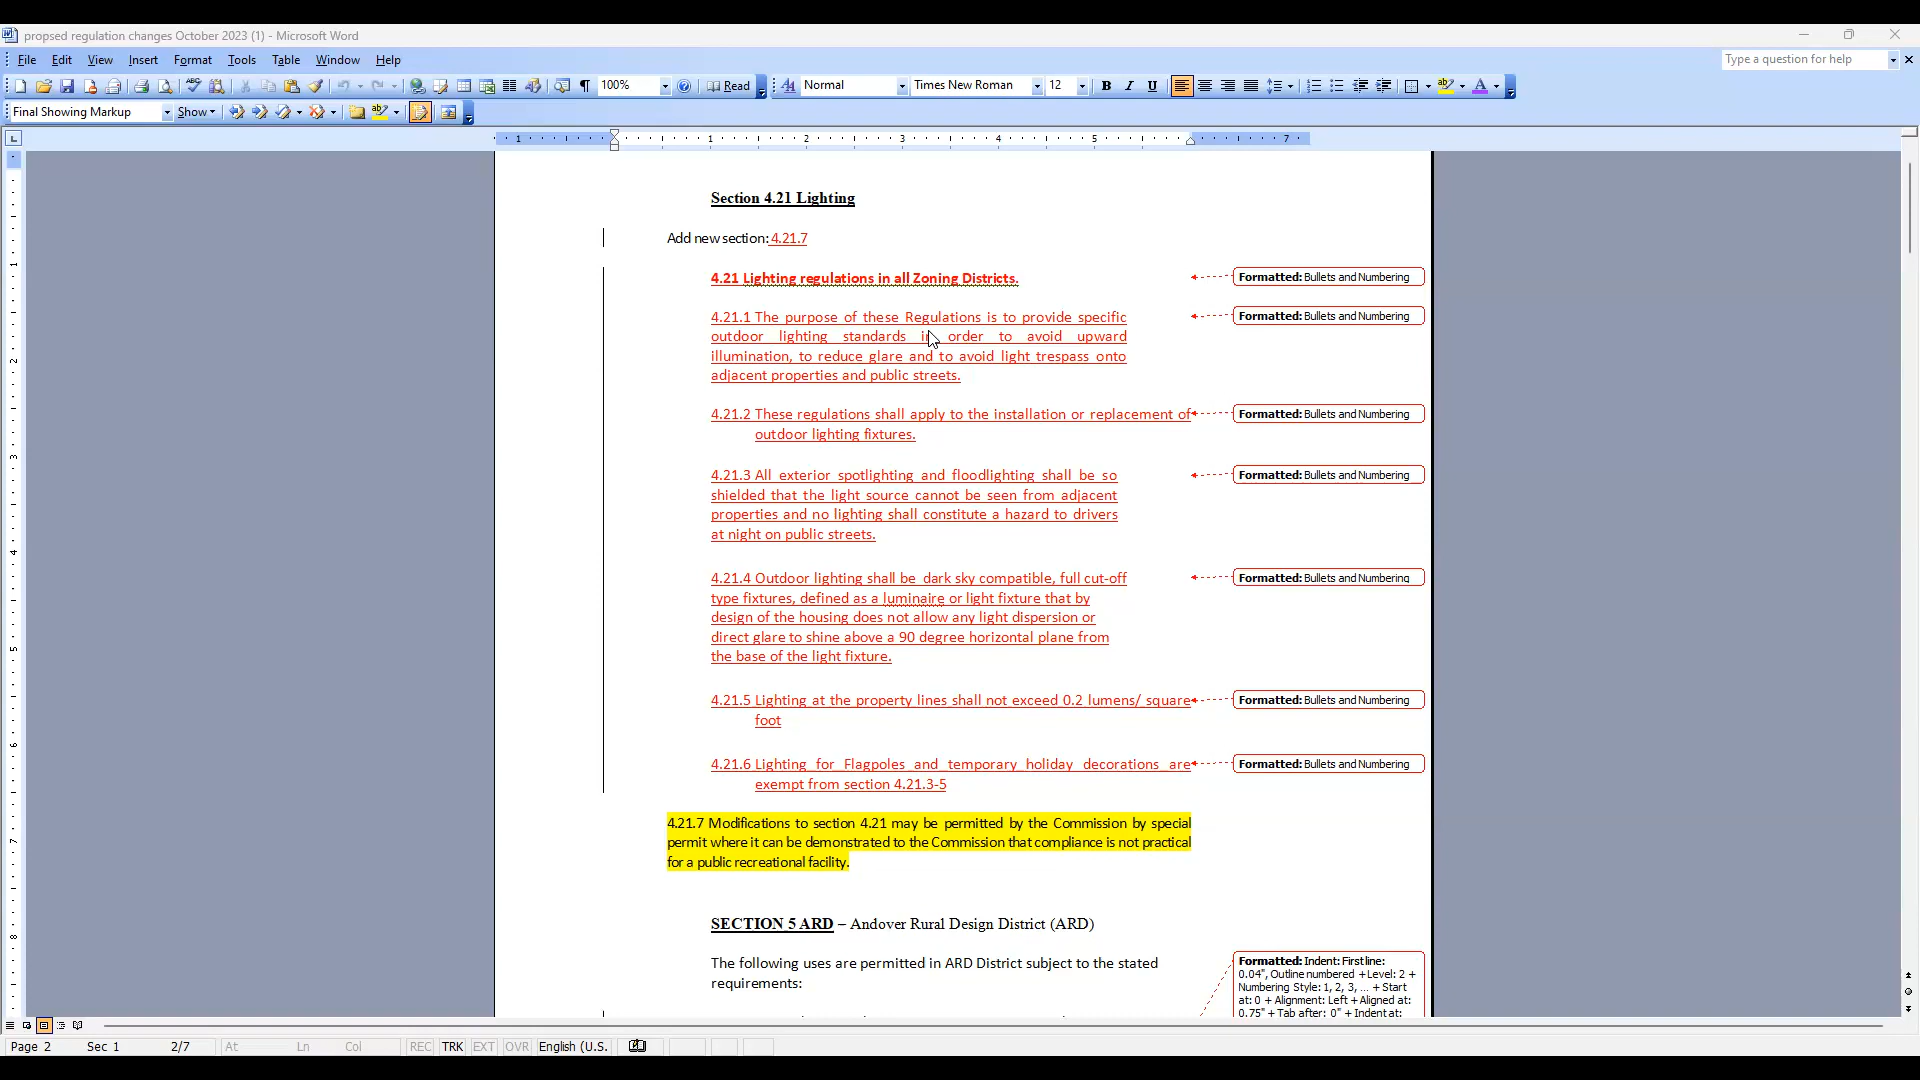 propsed regulation changes October 2023 (1) - Microsoft Word
File Edit View Insert Format Tools Table Window Help
Type a question for help
100% Read Normal Times New Roman 12 B I U
Final Showing Markup Show
1 1 2 3 4 5 7
Section 4.21 Lighting
Add new section: 4.21.7
4.21 Lighting regulations in all Zoning Districts.
Formatted: Bullets and Numbering
4.21.1 The purpose of these Regulations is to provide specific
Formatted: Bullets and Numbering
outdoor lighting standards in order to avoid upward
illumination, to reduce glare and to avoid light trespass onto
adjacent properties and public streets.
4.21.2 These regulations shall apply to the installation or replacement of
Formatted: Bullets and Numbering
outdoor lighting fixtures.
4.21.3 All exterior spotlighting and floodlighting shall be so
Formatted: Bullets and Numbering
shielded that the light source cannot be seen from adjacent
properties and no lighting shall constitute a hazard to drivers
at night on public streets.
4.21.4 Outdoor lighting shall be dark sky compatible, full cut-off
Formatted: Bullets and Numbering
type fixtures, defined as a luminaire or light fixture that by
design of the housing does not allow any light dispersion or
direct glare to shine above a 90 degree horizontal plane from
the base of the light fixture.
4.21.5 Lighting at the property lines shall not exceed 0.2 lumens/ square
Formatted: Bullets and Numbering
foot
4.21.6 Lighting for Flagpoles and temporary holiday decorations are
Formatted: Bullets and Numbering
exempt from section 4.21.3-5
4.21.7 Modifications to section 4.21 may be permitted by the Commission by special
permit where it can be demonstrated to the Commission that compliance is not practical
for a public recreational facility.
SECTION 5 ARD – Andover Rural Design District (ARD)
The following uses are permitted in ARD District subject to the stated
requirements:
Formatted: Indent: First line:
0.04", Outline numbered + Level: 2 +
Numbering Style: 1, 2, 3, ... + Start
at: 0 + Alignment: Left + Aligned at:
0.75" + Tab after: 0" + Indent at:
Page 2 Sec 1 2/7 At Ln Col REC TRK EXT OVR English (U.S.